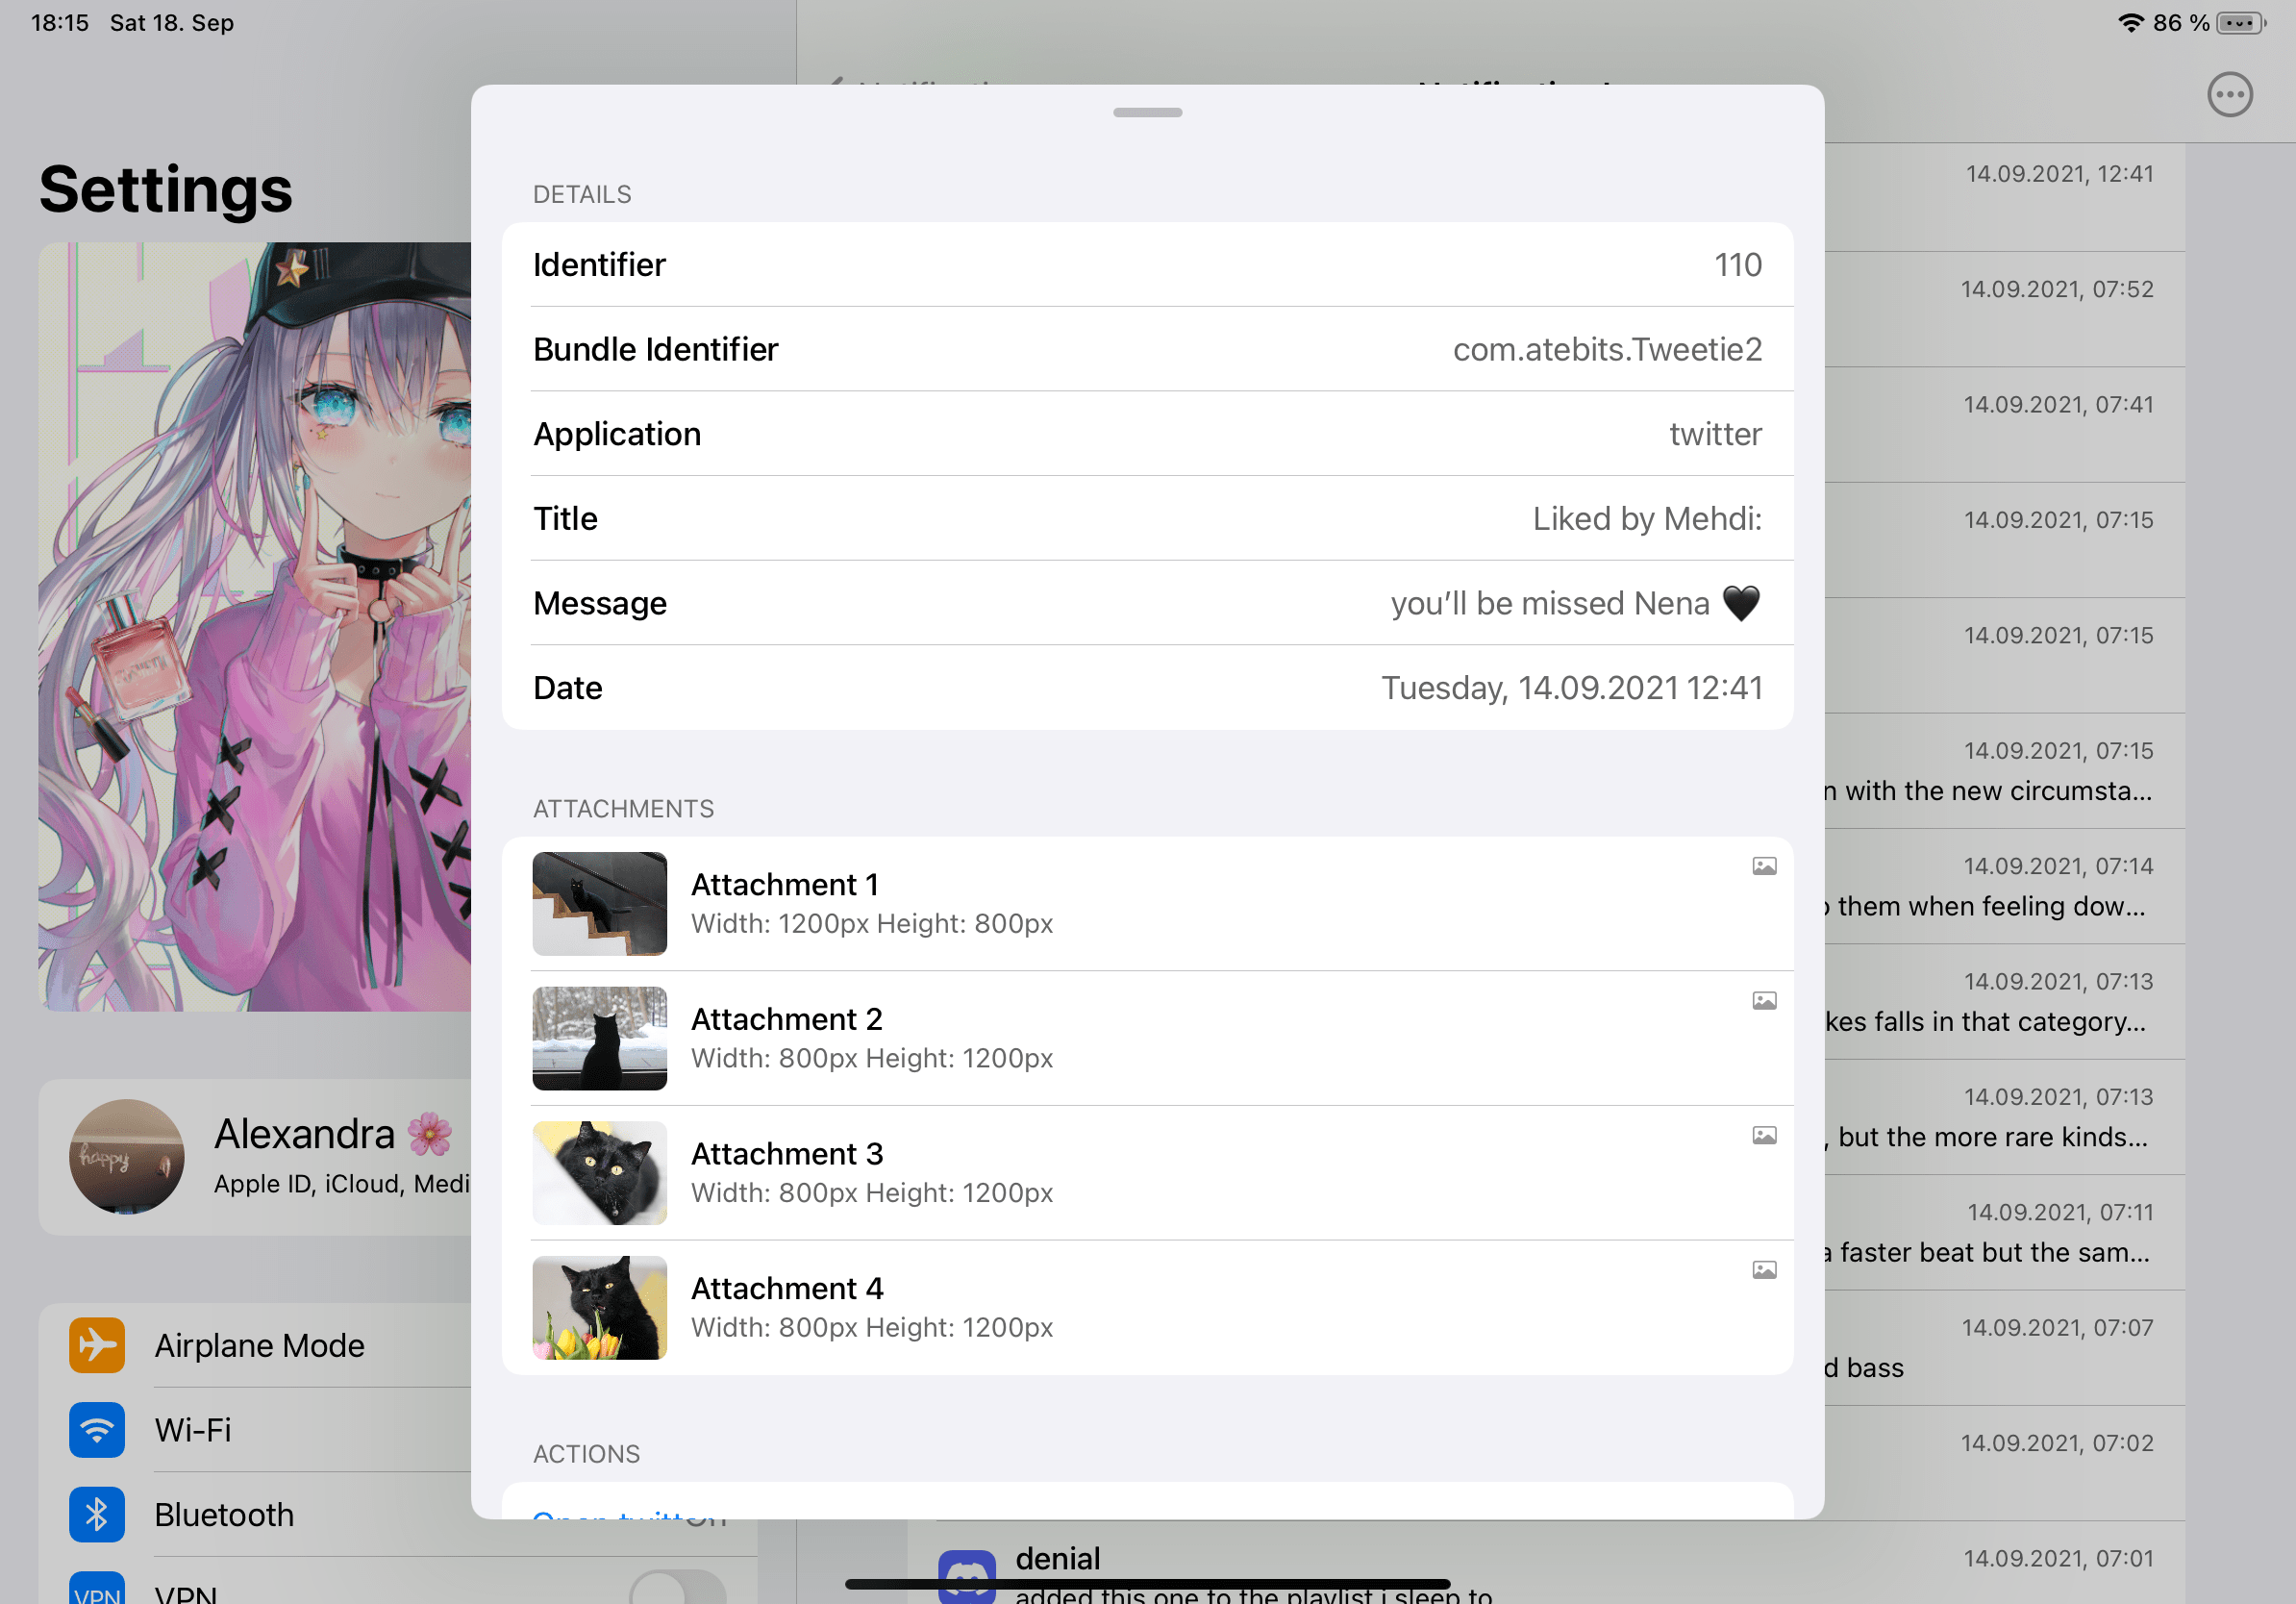 18:15 Sat 18. Sep
86 %
Settings
Alexandra 🌸
Apple ID, iCloud, Medi
happy
Airplane Mode
Wi-Fi
Bluetooth
On
VPN
VPN
DETAILS
Identifier 110
Bundle Identifier com.atebits.Tweetie2
Application twitter
Title Liked by Mehdi:
Message you’ll be missed Nena 🖤
Date Tuesday, 14.09.2021 12:41
ATTACHMENTS
Attachment 1
Width: 1200px Height: 800px
Attachment 2
Width: 800px Height: 1200px
Attachment 3
Width: 800px Height: 1200px
Attachment 4
Width: 800px Height: 1200px
ACTIONS
Open twitter
14.09.2021, 12:41
14.09.2021, 07:52
14.09.2021, 07:41
14.09.2021, 07:15
14.09.2021, 07:15
14.09.2021, 07:15
n with the new circumsta...
14.09.2021, 07:14
o them when feeling dow...
14.09.2021, 07:13
kes falls in that category...
14.09.2021, 07:13
, but the more rare kinds...
14.09.2021, 07:11
a faster beat but the sam...
14.09.2021, 07:07
d bass
14.09.2021, 07:02
denial 14.09.2021, 07:01
added this one to the playlist i sleep to